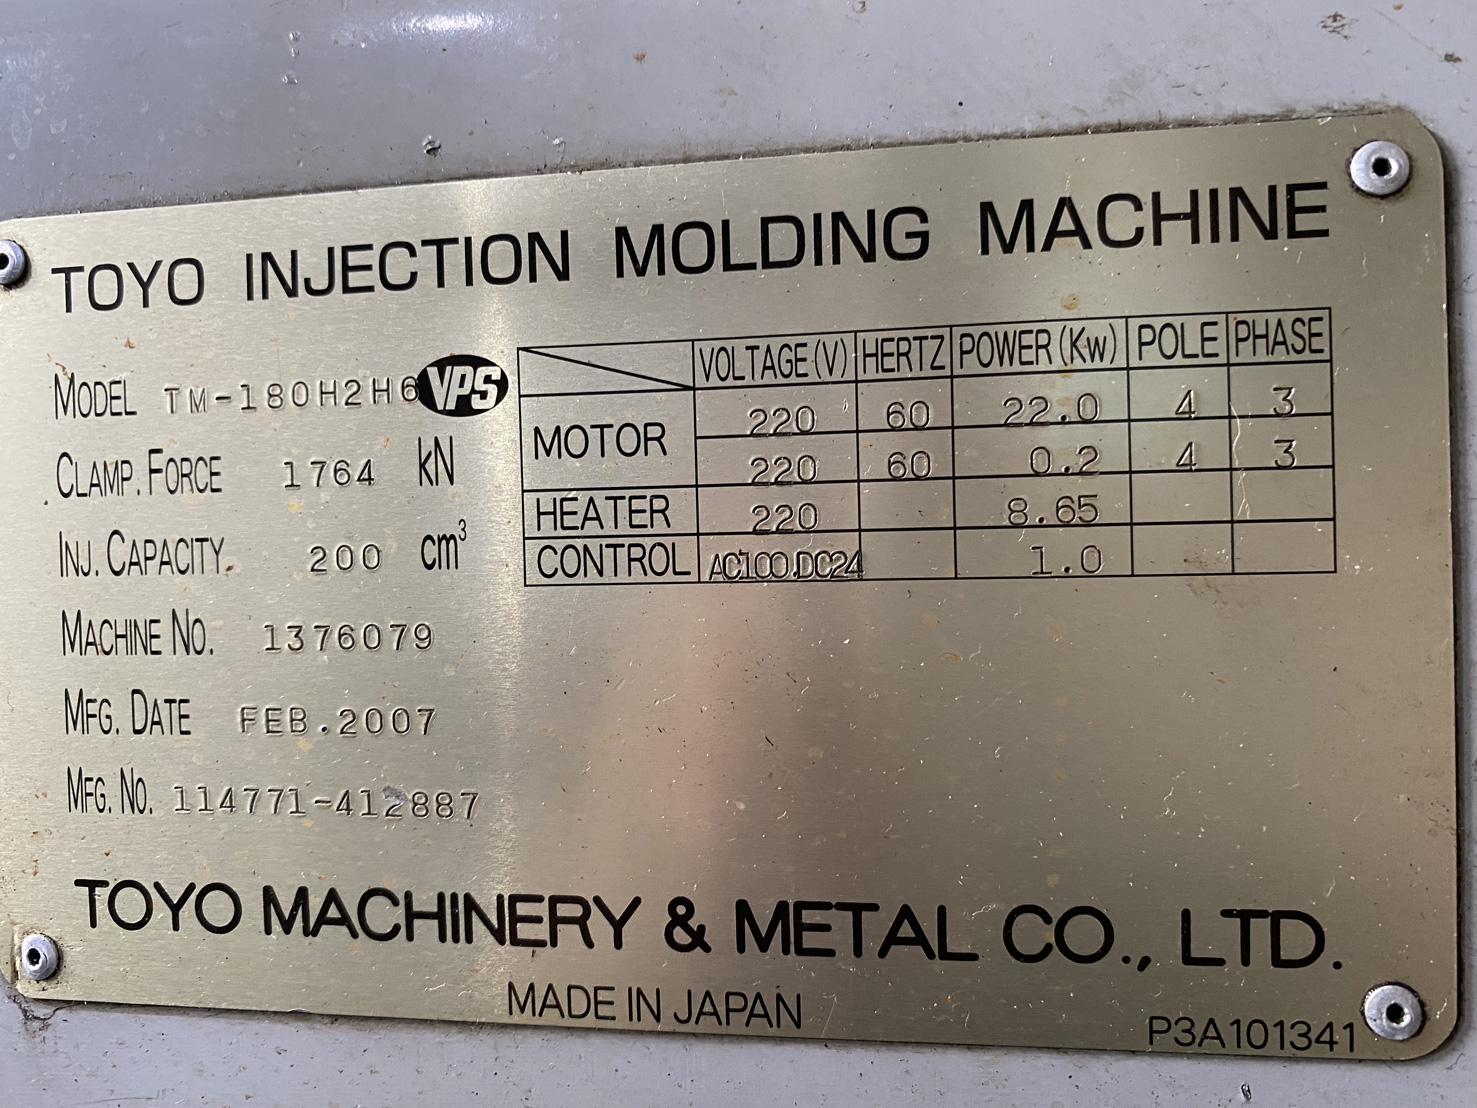 TOYO INJECTION MOLDING MACHINE
MODEL TM-180H2H6 VPS
CLAMP. FORCE 1764 kN
INJ. CAPACITY. 200 cm³
MACHINE NO. 1376079
MFG. DATE FEB.2007
MFG. NO. 114771-412887
VOLTAGE (V) HERTZ POWER (Kw) POLE PHASE
MOTOR 220 60 22.0 4 3
220 60 0.2 4 3
HEATER 220 8.65
CONTROL AC100.DC24 1.0
TOYO MACHINERY & METAL CO., LTD.
MADE IN JAPAN
P3A101341